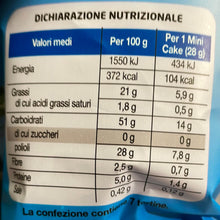 DICHIARAZIONE NUTRIZIONALE
Valori medi Per 100 g Per 1 Mini Cake (28 g)
Energia 1550 kJ 434 kJ
372 kcal 104 kcal
Grassi 21 g 5,9 g
di cui acidi grassi saturi 1,8 g 0,5 g
Carboidrati 51 g 14 g
di cui zuccheri 0 g 0 g
polioli 28 g 7,8 g
Fibre 2,5 g 0,7 g
Proteine 5,0 g 1,4 g
Sale 0,42 g 0,12 g
La confezione contiene 7 tortine.